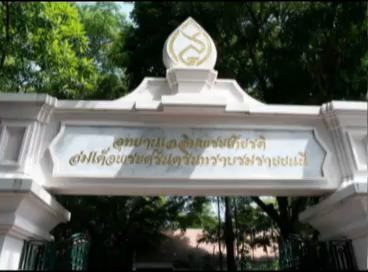 อุทยานเฉลิมพระเกียรติ
สมเด็จพระศรีนครินทราบรมราชชนนี